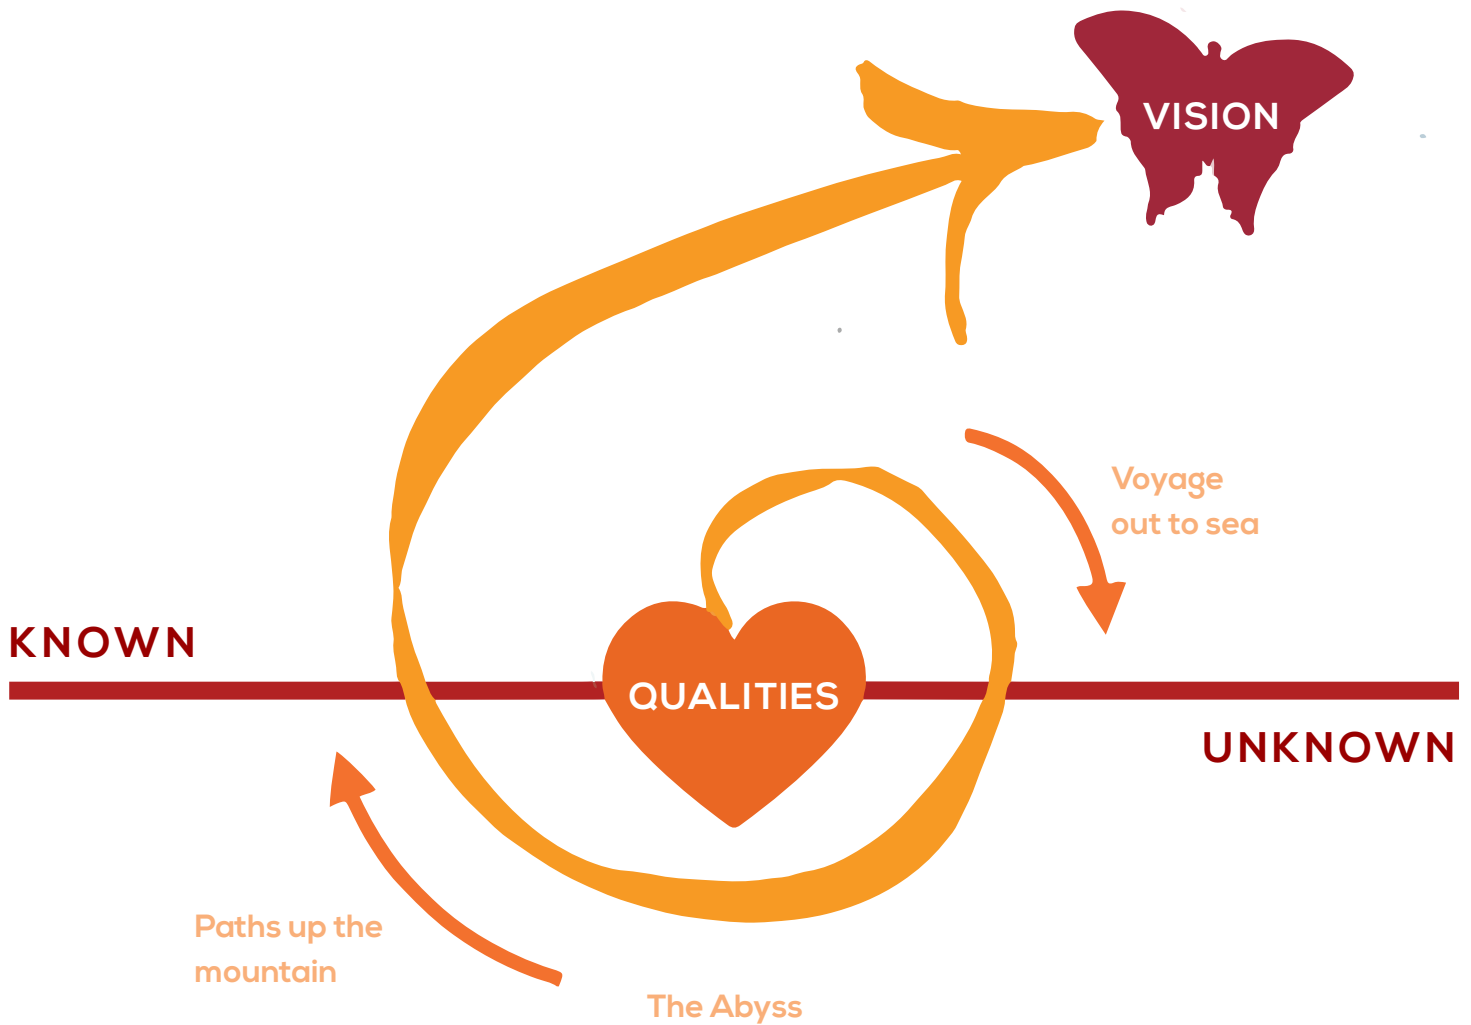 VISION
Voyage
out to sea
KNOWN
QUALITIES
UNKNOWN
Paths up the
mountain
The Abyss